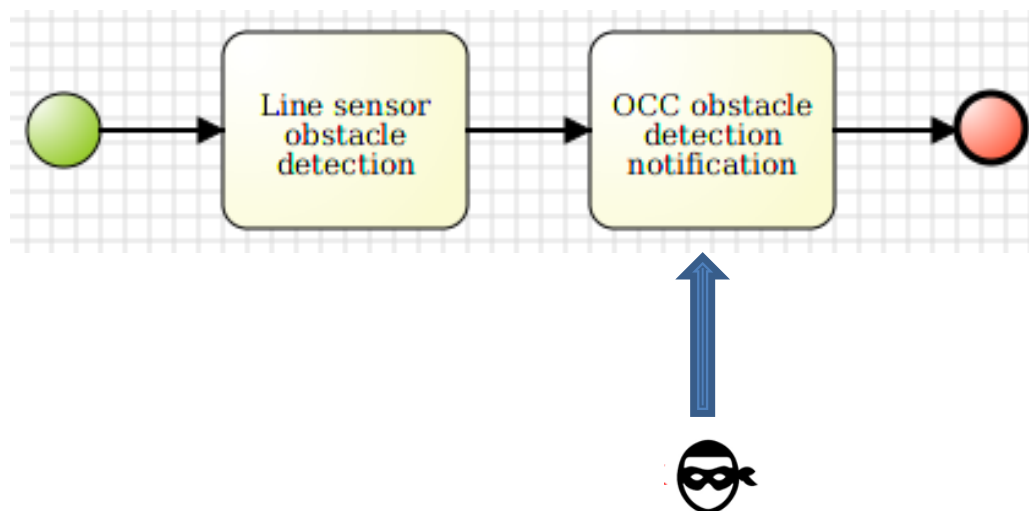 Line sensor
obstacle
detection
OCC obstacle
detection
notification